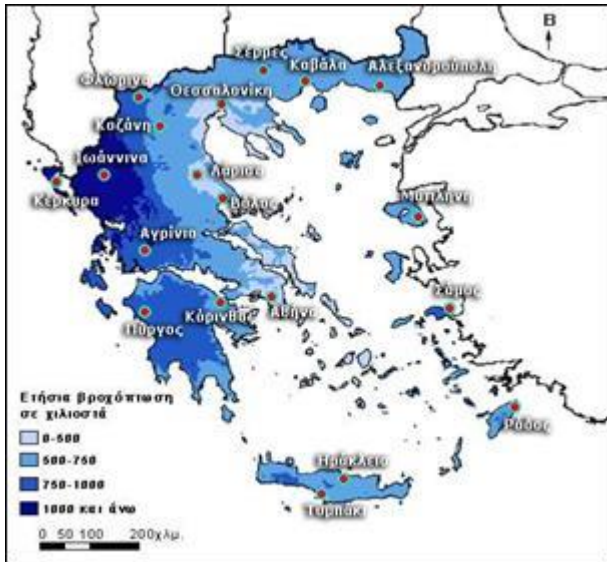 Β
Σέρρες
Καβάλα
Αλεξανδρούπολη
Φλώρινα
Θεσσαλονίκη
Κοζάνη
Ιωάννινα
Λάρισα
Κέρκυρα
Βόλος
Μυτιλήνη
Αγρίνιο
Σάμος
Πύργος
Κόρινθος
Αθήνα
Ετήσια βροχόπτωση
σε χιλιοστά
0-500
500-750
750-1000
1000 και άνω
Ρόδος
Ηράκλειο
Τυμπάκι
0 50 100 200χλμ.